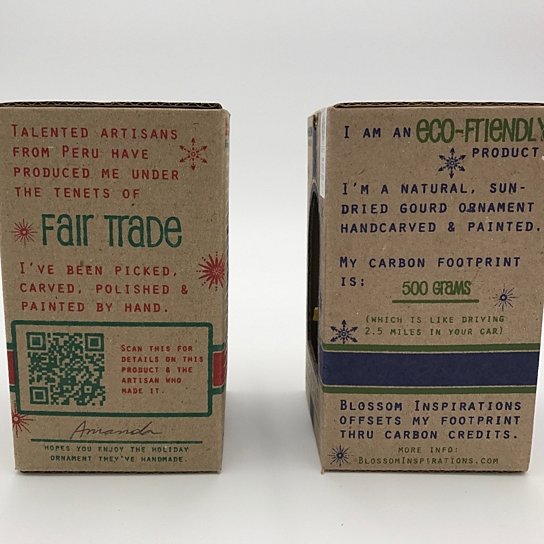 TALENTED ARTISANS
FROM PERU HAVE
PRODUCED ME UNDER
THE TENETS OF
FAIR TRADE
I'VE BEEN PICKED,
CARVED, POLISHED &
PAINTED BY HAND.
SCAN THIS FOR
DETAILS ON THIS
PRODUCT & THE
ARTISAN WHO
MADE IT.
Amanda
HOPES YOU ENJOY THE HOLIDAY
ORNAMENT THEY'VE HANDMADE.
I AM AN ECO-FRIENDLY
PRODUCT
I'M A NATURAL, SUN-
DRIED GOURD ORNAMENT
HANDCARVED & PAINTED.
MY CARBON FOOTPRINT
IS:
500 GRAMS
(WHICH IS LIKE DRIVING
2.5 MILES IN YOUR CAR)
BLOSSOM INSPIRATIONS
OFFSETS MY FOOTPRINT
THRU CARBON CREDITS.
MORE INFO:
BLOSSOMINSPIRATIONS.COM